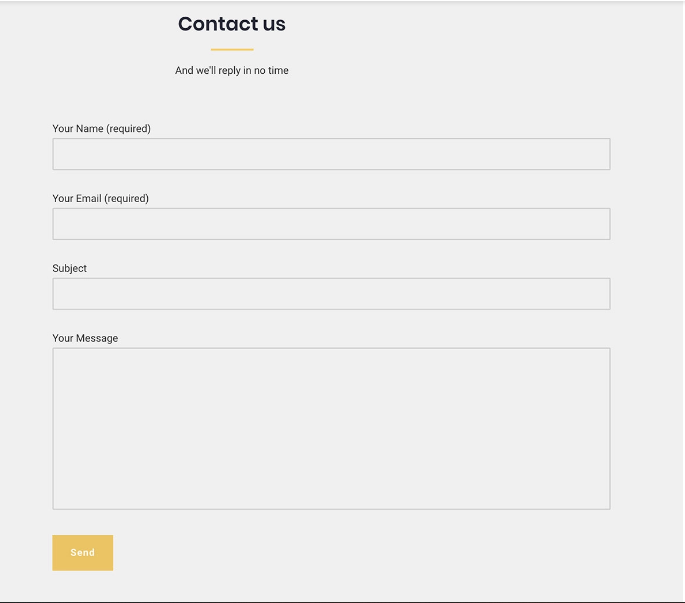 Contact us
And we'll reply in no time
Your Name (required)
Your Email (required)
Subject
Your Message
Send